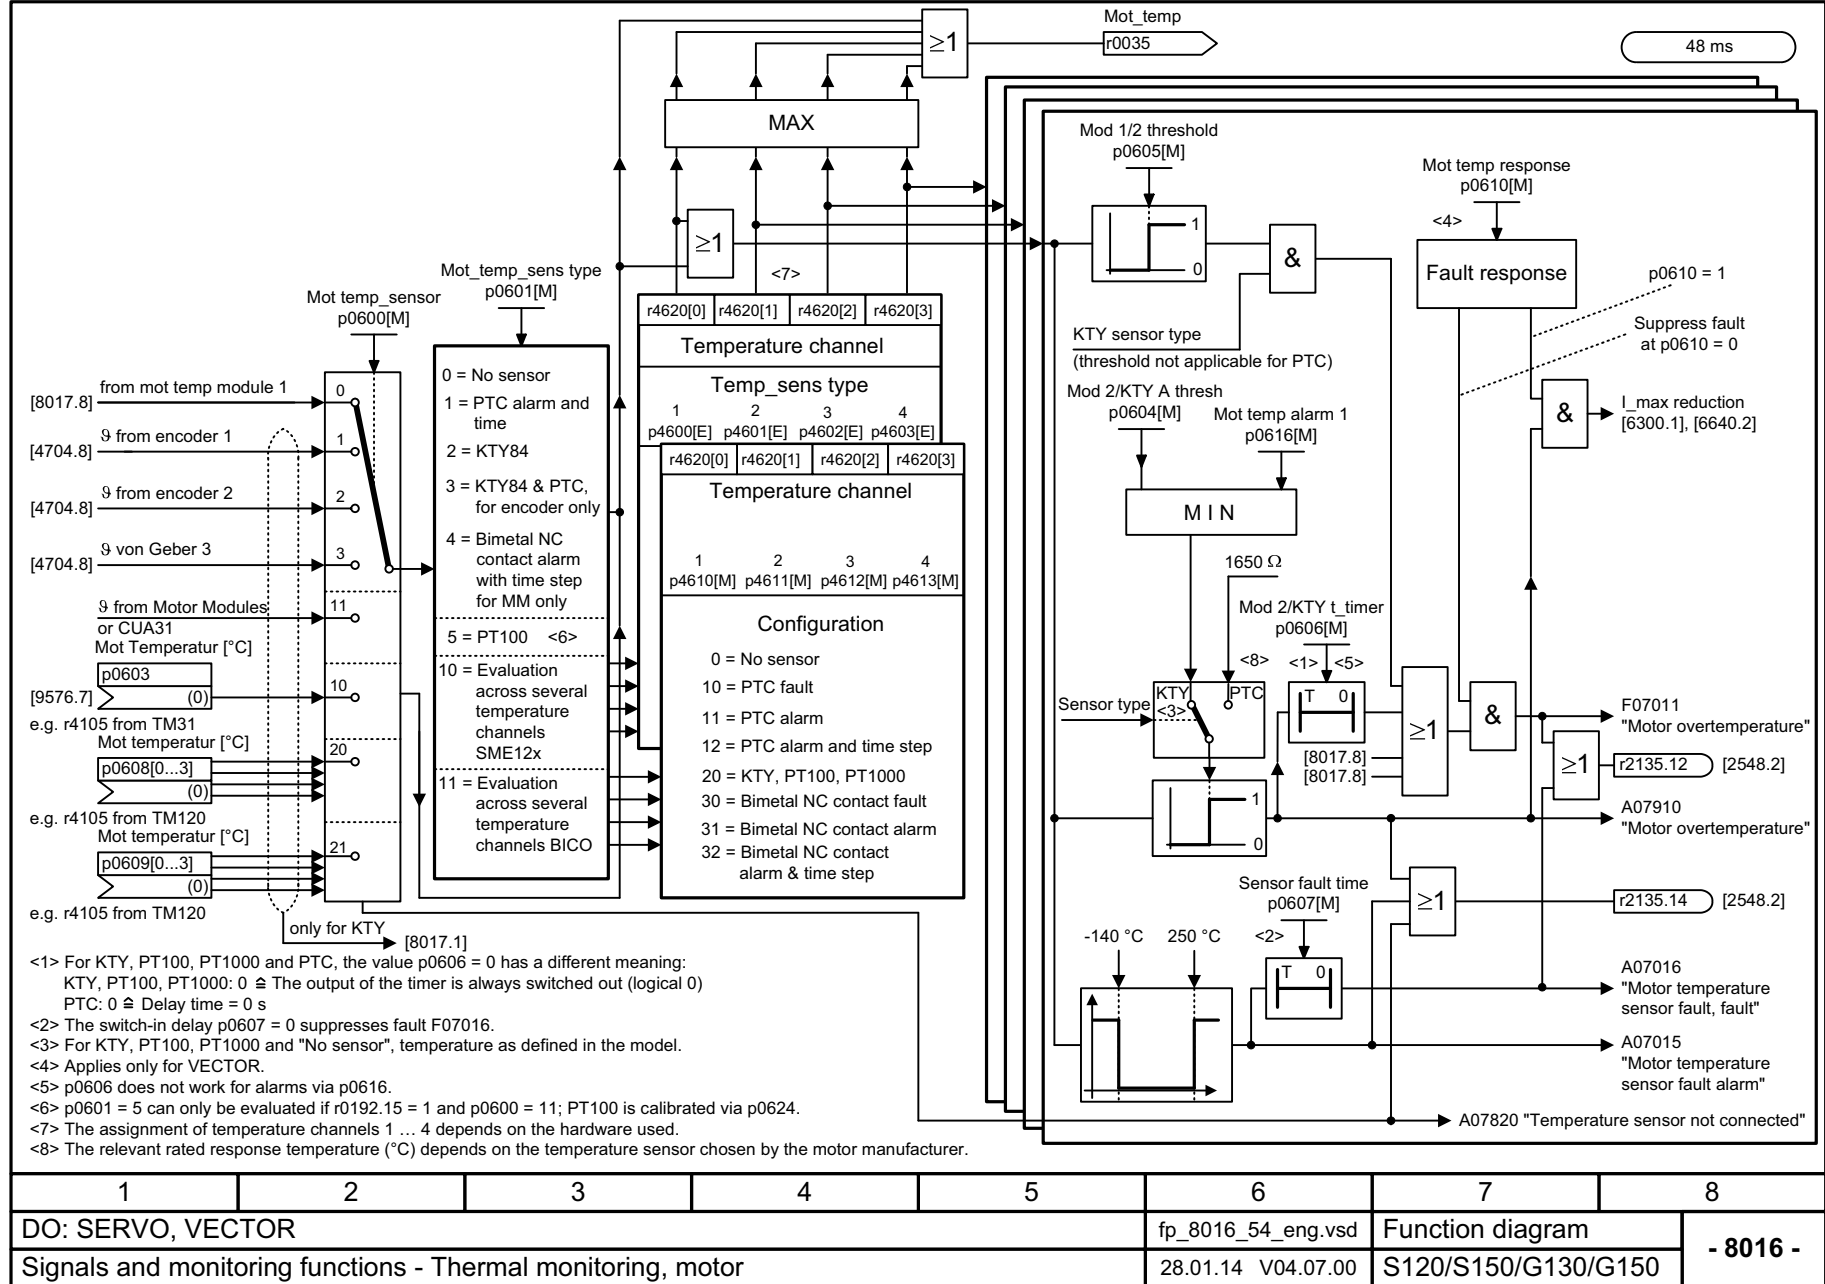 Mot_temp
r0035
48 ms
≥1
MAX
Mod 1/2 threshold
p0605[M]
Mot temp response
p0610[M]
<4>
1
0
≥1
&
Fault response
p0610 = 1
Suppress fault
at p0610 = 0
<7>
Mot_temp_sens type
p0601[M]
Mot temp_sensor
p0600[M]
r4620[0] r4620[1] r4620[2] r4620[3]
Temperature channel
Temp_sens type
1 2 3 4
p4600[E] p4601[E] p4602[E] p4603[E]
r4620[0] r4620[1] r4620[2] r4620[3]
Temperature channel
1 2 3 4
p4610[M] p4611[M] p4612[M] p4613[M]
Configuration
0 = No sensor
10 = PTC fault
11 = PTC alarm
12 = PTC alarm and time step
20 = KTY, PT100, PT1000
30 = Bimetal NC contact fault
31 = Bimetal NC contact alarm
32 = Bimetal NC contact
alarm & time step
KTY sensor type
(threshold not applicable for PTC)
Mod 2/KTY A thresh
p0604[M]
Mot temp alarm 1
p0616[M]
M I N
&
I_max reduction
[6300.1], [6640.2]
1650 Ω
Mod 2/KTY t_timer
p0606[M]
<8>
<1> <5>
Sensor type
KTY PTC
<3>
T 0
[8017.8]
[8017.8]
≥1
&
F07011
"Motor overtemperature"
≥1
r2135.12
[2548.2]
1
0
A07910
"Motor overtemperature"
Sensor fault time
p0607[M]
<2>
≥1
r2135.14
[2548.2]
-140 °C 250 °C
T 0
A07016
"Motor temperature
sensor fault, fault"
A07015
"Motor temperature
sensor fault alarm"
A07820 "Temperature sensor not connected"
0 = No sensor
1 = PTC alarm and
time
2 = KTY84
3 = KTY84 & PTC,
for encoder only
4 = Bimetal NC
contact alarm
with time step
for MM only
5 = PT100 <6>
10 = Evaluation
across several
temperature
channels
SME12x
11 = Evaluation
across several
temperature
channels BICO
[8017.8]
from mot temp module 1
0
[4704.8]
ϑ from encoder 1
1
[4704.8]
ϑ from encoder 2
2
[4704.8]
ϑ von Geber 3
3
ϑ from Motor Modules
or CUA31
11
Mot Temperatur [°C]
p0603
[9576.7]
(0)
10
e.g. r4105 from TM31
Mot temperatur [°C]
p0608[0...3]
(0)
20
e.g. r4105 from TM120
Mot temperatur [°C]
p0609[0...3]
(0)
21
e.g. r4105 from TM120
only for KTY
[8017.1]
<1> For KTY, PT100, PT1000 and PTC, the value p0606 = 0 has a different meaning:
KTY, PT100, PT1000: 0 ≙ The output of the timer is always switched out (logical 0)
PTC: 0 ≙ Delay time = 0 s
<2> The switch-in delay p0607 = 0 suppresses fault F07016.
<3> For KTY, PT100, PT1000 and "No sensor", temperature as defined in the model.
<4> Applies only for VECTOR.
<5> p0606 does not work for alarms via p0616.
<6> p0601 = 5 can only be evaluated if r0192.15 = 1 and p0600 = 11; PT100 is calibrated via p0624.
<7> The assignment of temperature channels 1 … 4 depends on the hardware used.
<8> The relevant rated response temperature (°C) depends on the temperature sensor chosen by the motor manufacturer.
1 2 3 4 5 6 7 8
DO: SERVO, VECTOR
fp_8016_54_eng.vsd
Function diagram
- 8016 -
Signals and monitoring functions - Thermal monitoring, motor
28.01.14 V04.07.00
S120/S150/G130/G150